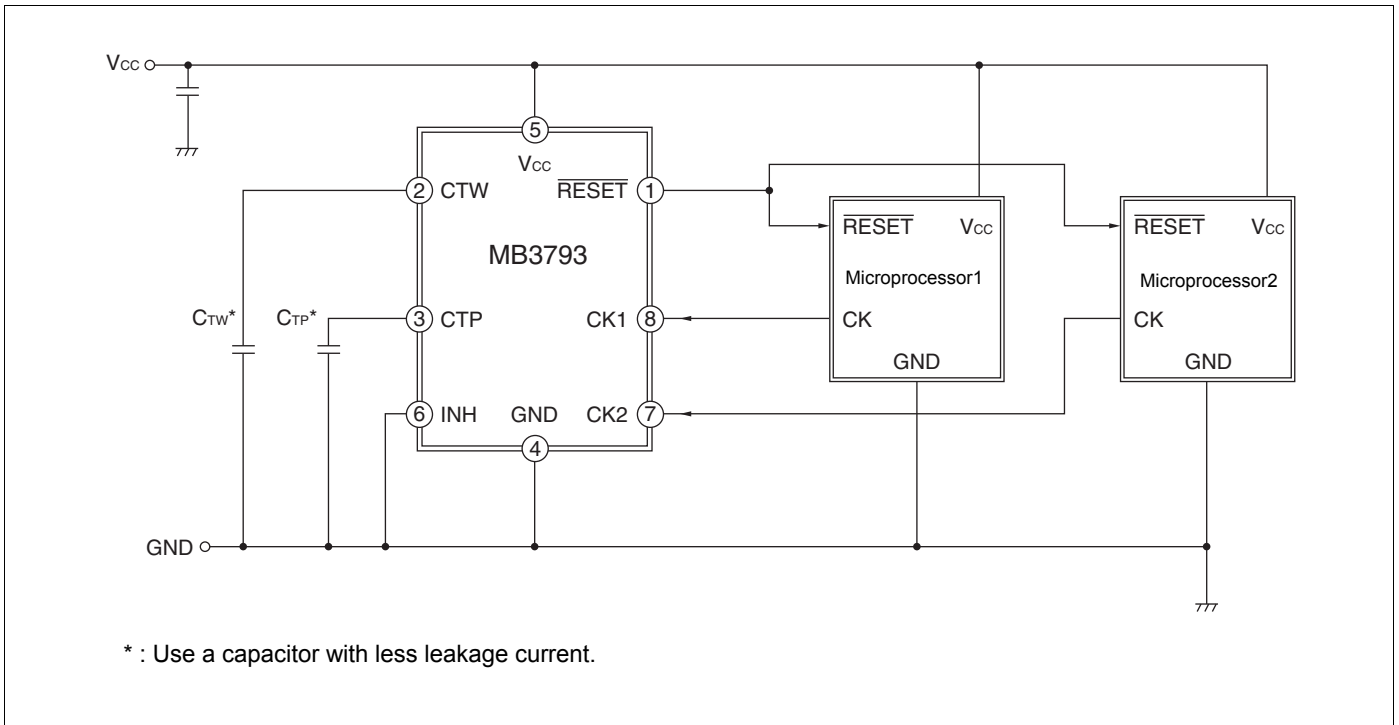 VCC
5
VCC
2 CTW
RESET 1
RESET VCC
RESET VCC
MB3793
Microprocessor1
Microprocessor2
CTW*
CTP*
3 CTP
CK1 8
CK
CK
GND
GND
6 INH
GND
CK2 7
4
GND
* : Use a capacitor with less leakage current.